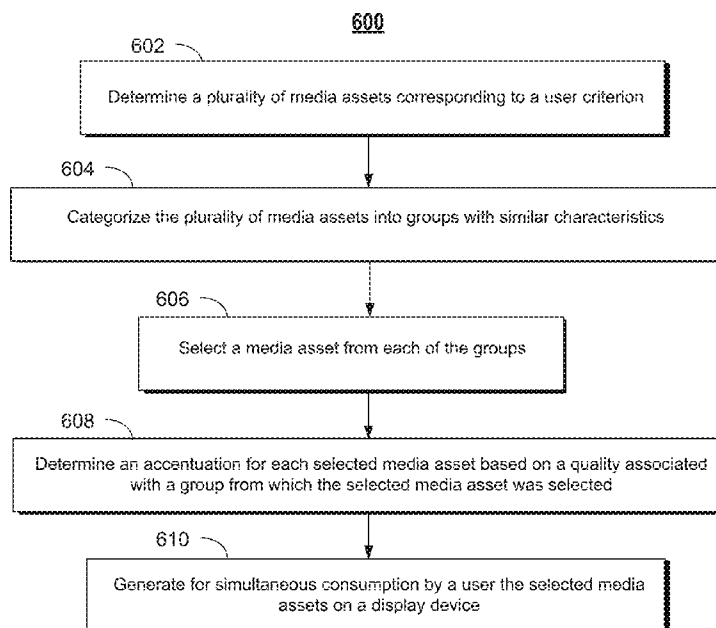 600
602
Determine a plurality of media assets corresponding to a user criterion
604
Categorize the plurality of media assets into groups with similar characteristics
606
Select a media asset from each of the groups
608
Determine an accentuation for each selected media asset based on a quality associated
with a group from which the selected media asset was selected
610
Generate for simultaneous consumption by a user the selected media
assets on a display device